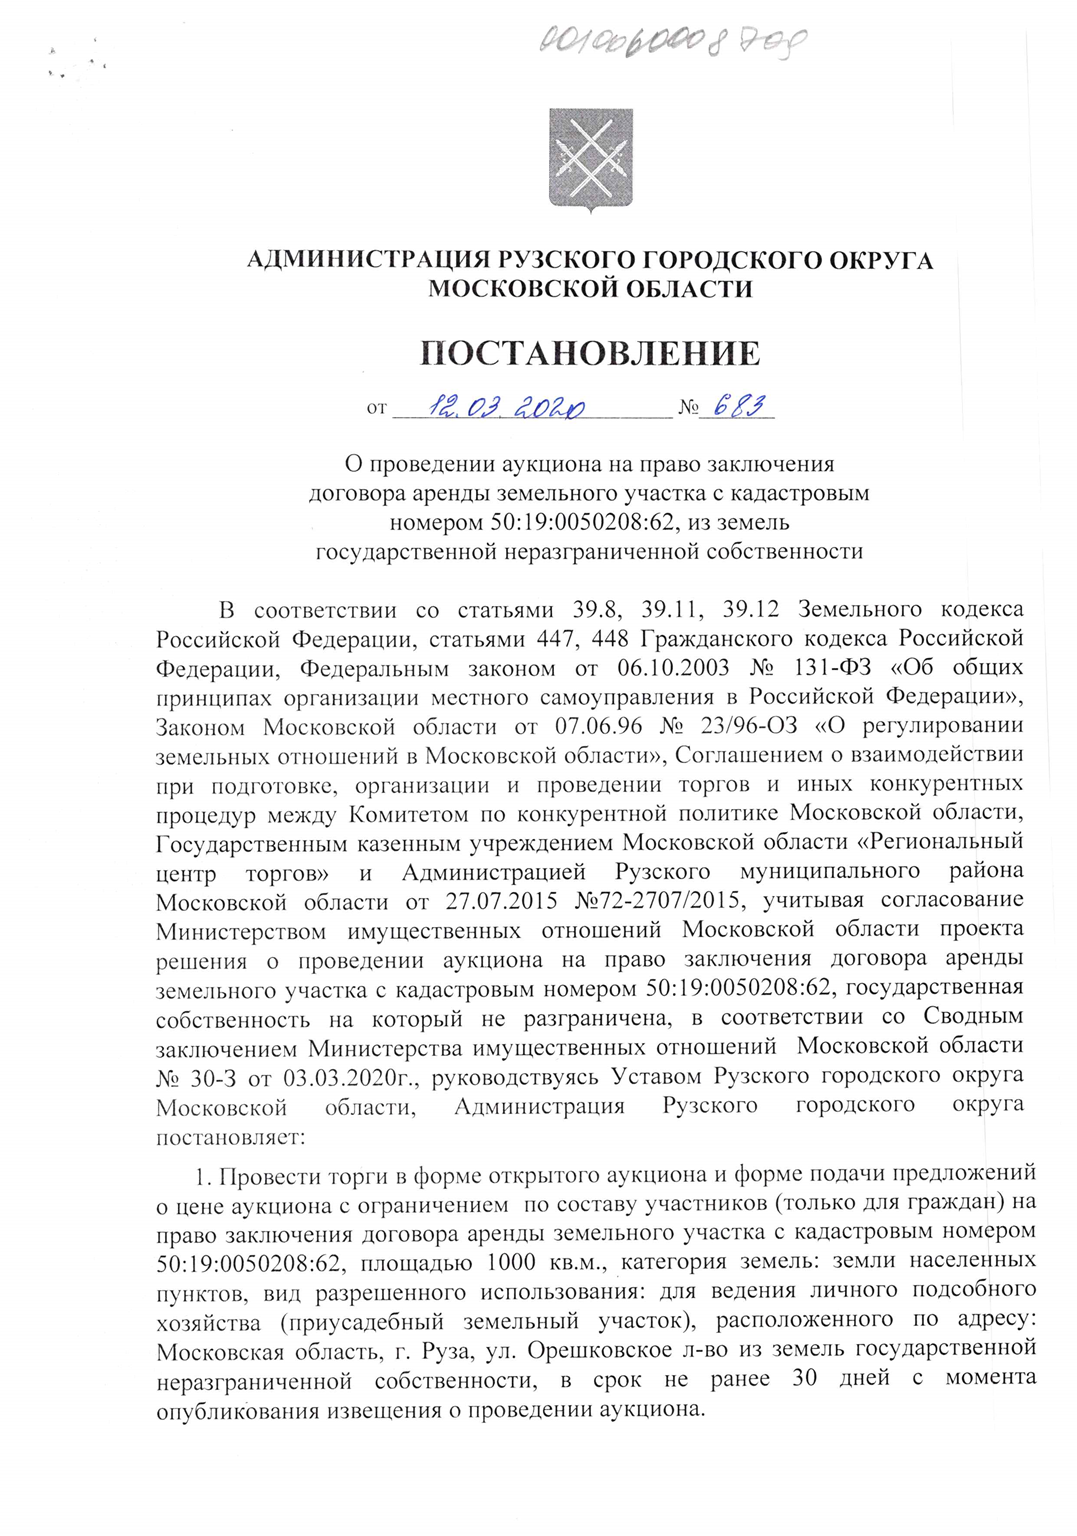 АДМИНИСТРАЦИЯ РУЗСКОГО ГОРОДСКОГО ОКРУГА
МОСКОВСКОЙ ОБЛАСТИ
ПОСТАНОВЛЕНИЕ
от 12.03.2020 № 683
О проведении аукциона на право заключения
договора аренды земельного участка с кадастровым
номером 50:19:0050208:62, из земель
государственной неразграниченной собственности
В соответствии со статьями 39.8, 39.11, 39.12 Земельного кодекса
Российской Федерации, статьями 447, 448 Гражданского кодекса Российской
Федерации, Федеральным законом от 06.10.2003 № 131-ФЗ «Об общих
принципах организации местного самоуправления в Российской Федерации»,
Законом Московской области от 07.06.96 № 23/96-ОЗ «О регулировании
земельных отношений в Московской области», Соглашением о взаимодействии
при подготовке, организации и проведении торгов и иных конкурентных
процедур между Комитетом по конкурентной политике Московской области,
Государственным казенным учреждением Московской области «Региональный
центр торгов» и Администрацией Рузского муниципального района
Московской области от 27.07.2015 №72-2707/2015, учитывая согласование
Министерством имущественных отношений Московской области проекта
решения о проведении аукциона на право заключения договора аренды
земельного участка с кадастровым номером 50:19:0050208:62, государственная
собственность на который не разграничена, в соответствии со Сводным
заключением Министерства имущественных отношений Московской области
№ 30-З от 03.03.2020г., руководствуясь Уставом Рузского городского округа
Московской области, Администрация Рузского городского округа
постановляет:
1. Провести торги в форме открытого аукциона и форме подачи предложений
о цене аукциона с ограничением по составу участников (только для граждан) на
право заключения договора аренды земельного участка с кадастровым номером
50:19:0050208:62, площадью 1000 кв.м., категория земель: земли населенных
пунктов, вид разрешенного использования: для ведения личного подсобного
хозяйства (приусадебный земельный участок), расположенного по адресу:
Московская область, г. Руза, ул. Орешковское л-во из земель государственной
неразграниченной собственности, в срок не ранее 30 дней с момента
опубликования извещения о проведении аукциона.